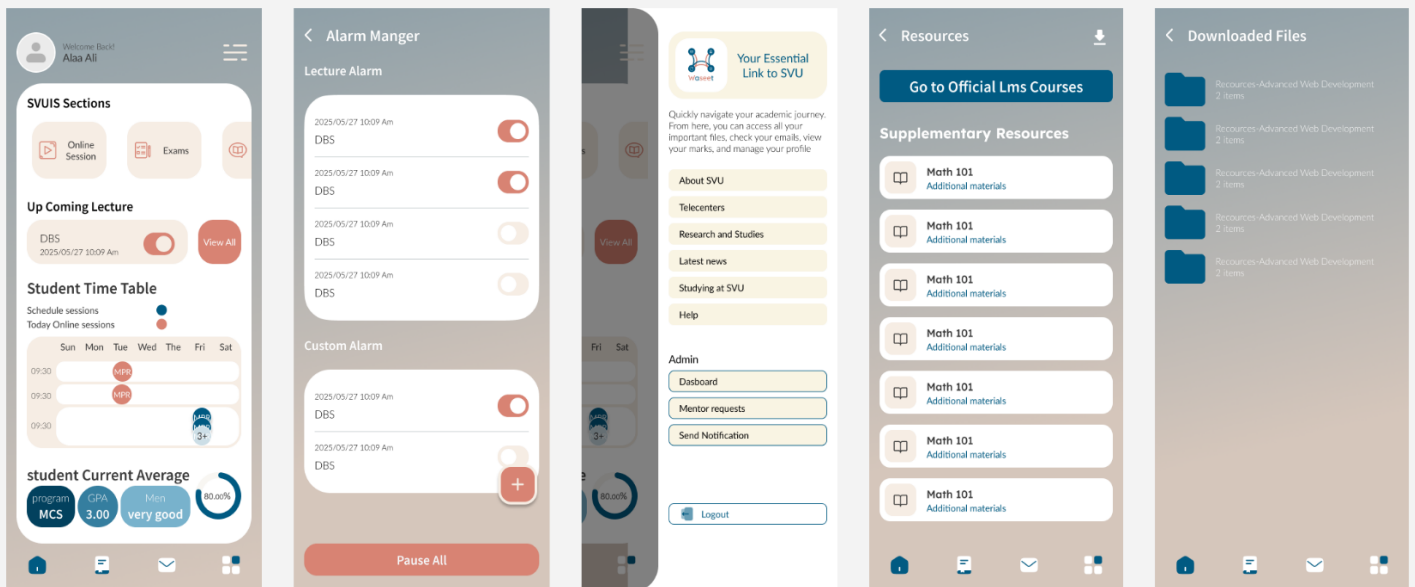 Welcome Back!
Alaa Ali
SVUIS Sections
Online
Session
Exams
Up Coming Lecture
DBS
2025/05/27 10:09 Am
View All
Student Time Table
Schedule sessions
Today Online sessions
Sun Mon Tue Wed The Fri Sat
09:30
MPR
09:30
MPR
09:30
MPR
3+
student Current Average
program
MCS
GPA
3.00
Men
very good
80.00%
Alarm Manger
Lecture Alarm
2025/05/27 10:09 Am
DBS
2025/05/27 10:09 Am
DBS
2025/05/27 10:09 Am
DBS
2025/05/27 10:09 Am
DBS
Custom Alarm
2025/05/27 10:09 Am
DBS
2025/05/27 10:09 Am
DBS
+
Pause All
s
View All
Fri Sat
3+
e
80.00%
Waseet
Your Essential
Link to SVU
Quickly navigate your academic journey.
From here, you can access all your
important files, check your emails, view
your marks, and manage your profile
About SVU
Telecenters
Research and Studies
Latest news
Studying at SVU
Help
Admin
Dasboard
Mentor requests
Send Notification
Logout
Resources
Go to Official Lms Courses
Supplementary Resources
Math 101
Additional materials
Math 101
Additional materials
Math 101
Additional materials
Math 101
Additional materials
Math 101
Additional materials
Math 101
Additional materials
Math 101
Additional materials
Downloaded Files
Recources-Advanced Web Development
2 items
Recources-Advanced Web Development
2 items
Recources-Advanced Web Development
2 items
Recources-Advanced Web Development
2 items
Recources-Advanced Web Development
2 items